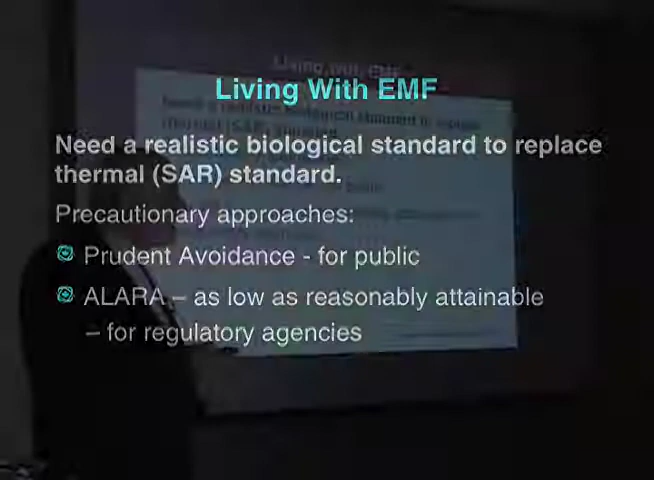 Living With EMF
Need a realistic biological standard to replace
thermal (SAR) standard.
Precautionary approaches:
Prudent Avoidance - for public
ALARA – as low as reasonably attainable
– for regulatory agencies